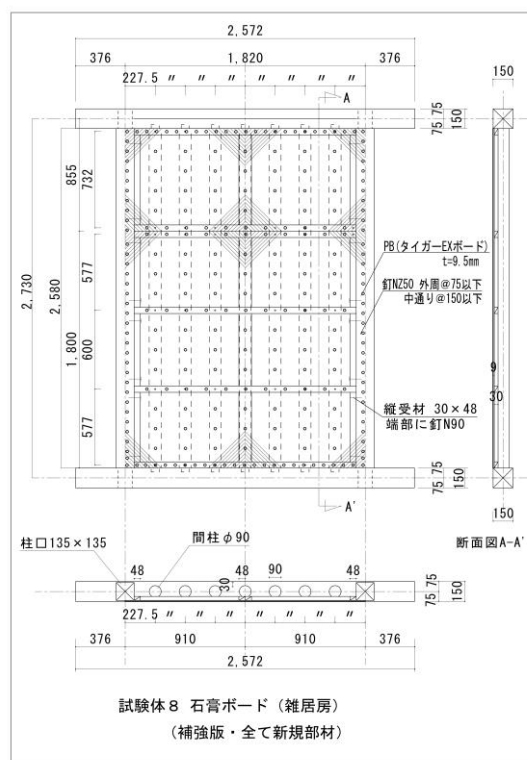 2,572
376 1,820 376
227.5 〃 〃 〃 〃 〃 〃 〃
A
150
75 75
150
855
732
577
2,730
2,580
1,800
600
577
PB(タイガーEXボード)
t=9.5mm
釘NZ50 外周@75以下
中通り@150以下
9
30
縦受材 30×48
端部に釘N90
75 75
150
A'
150
断面図A-A'
柱口135×135
間柱φ90
48 48 90 48
30
75 75
150
227.5 〃 〃 〃 〃 〃 〃 〃
376 910 910 376
2,572
試験体8 石膏ボード(雑居房)
(補強版・全て新規部材)